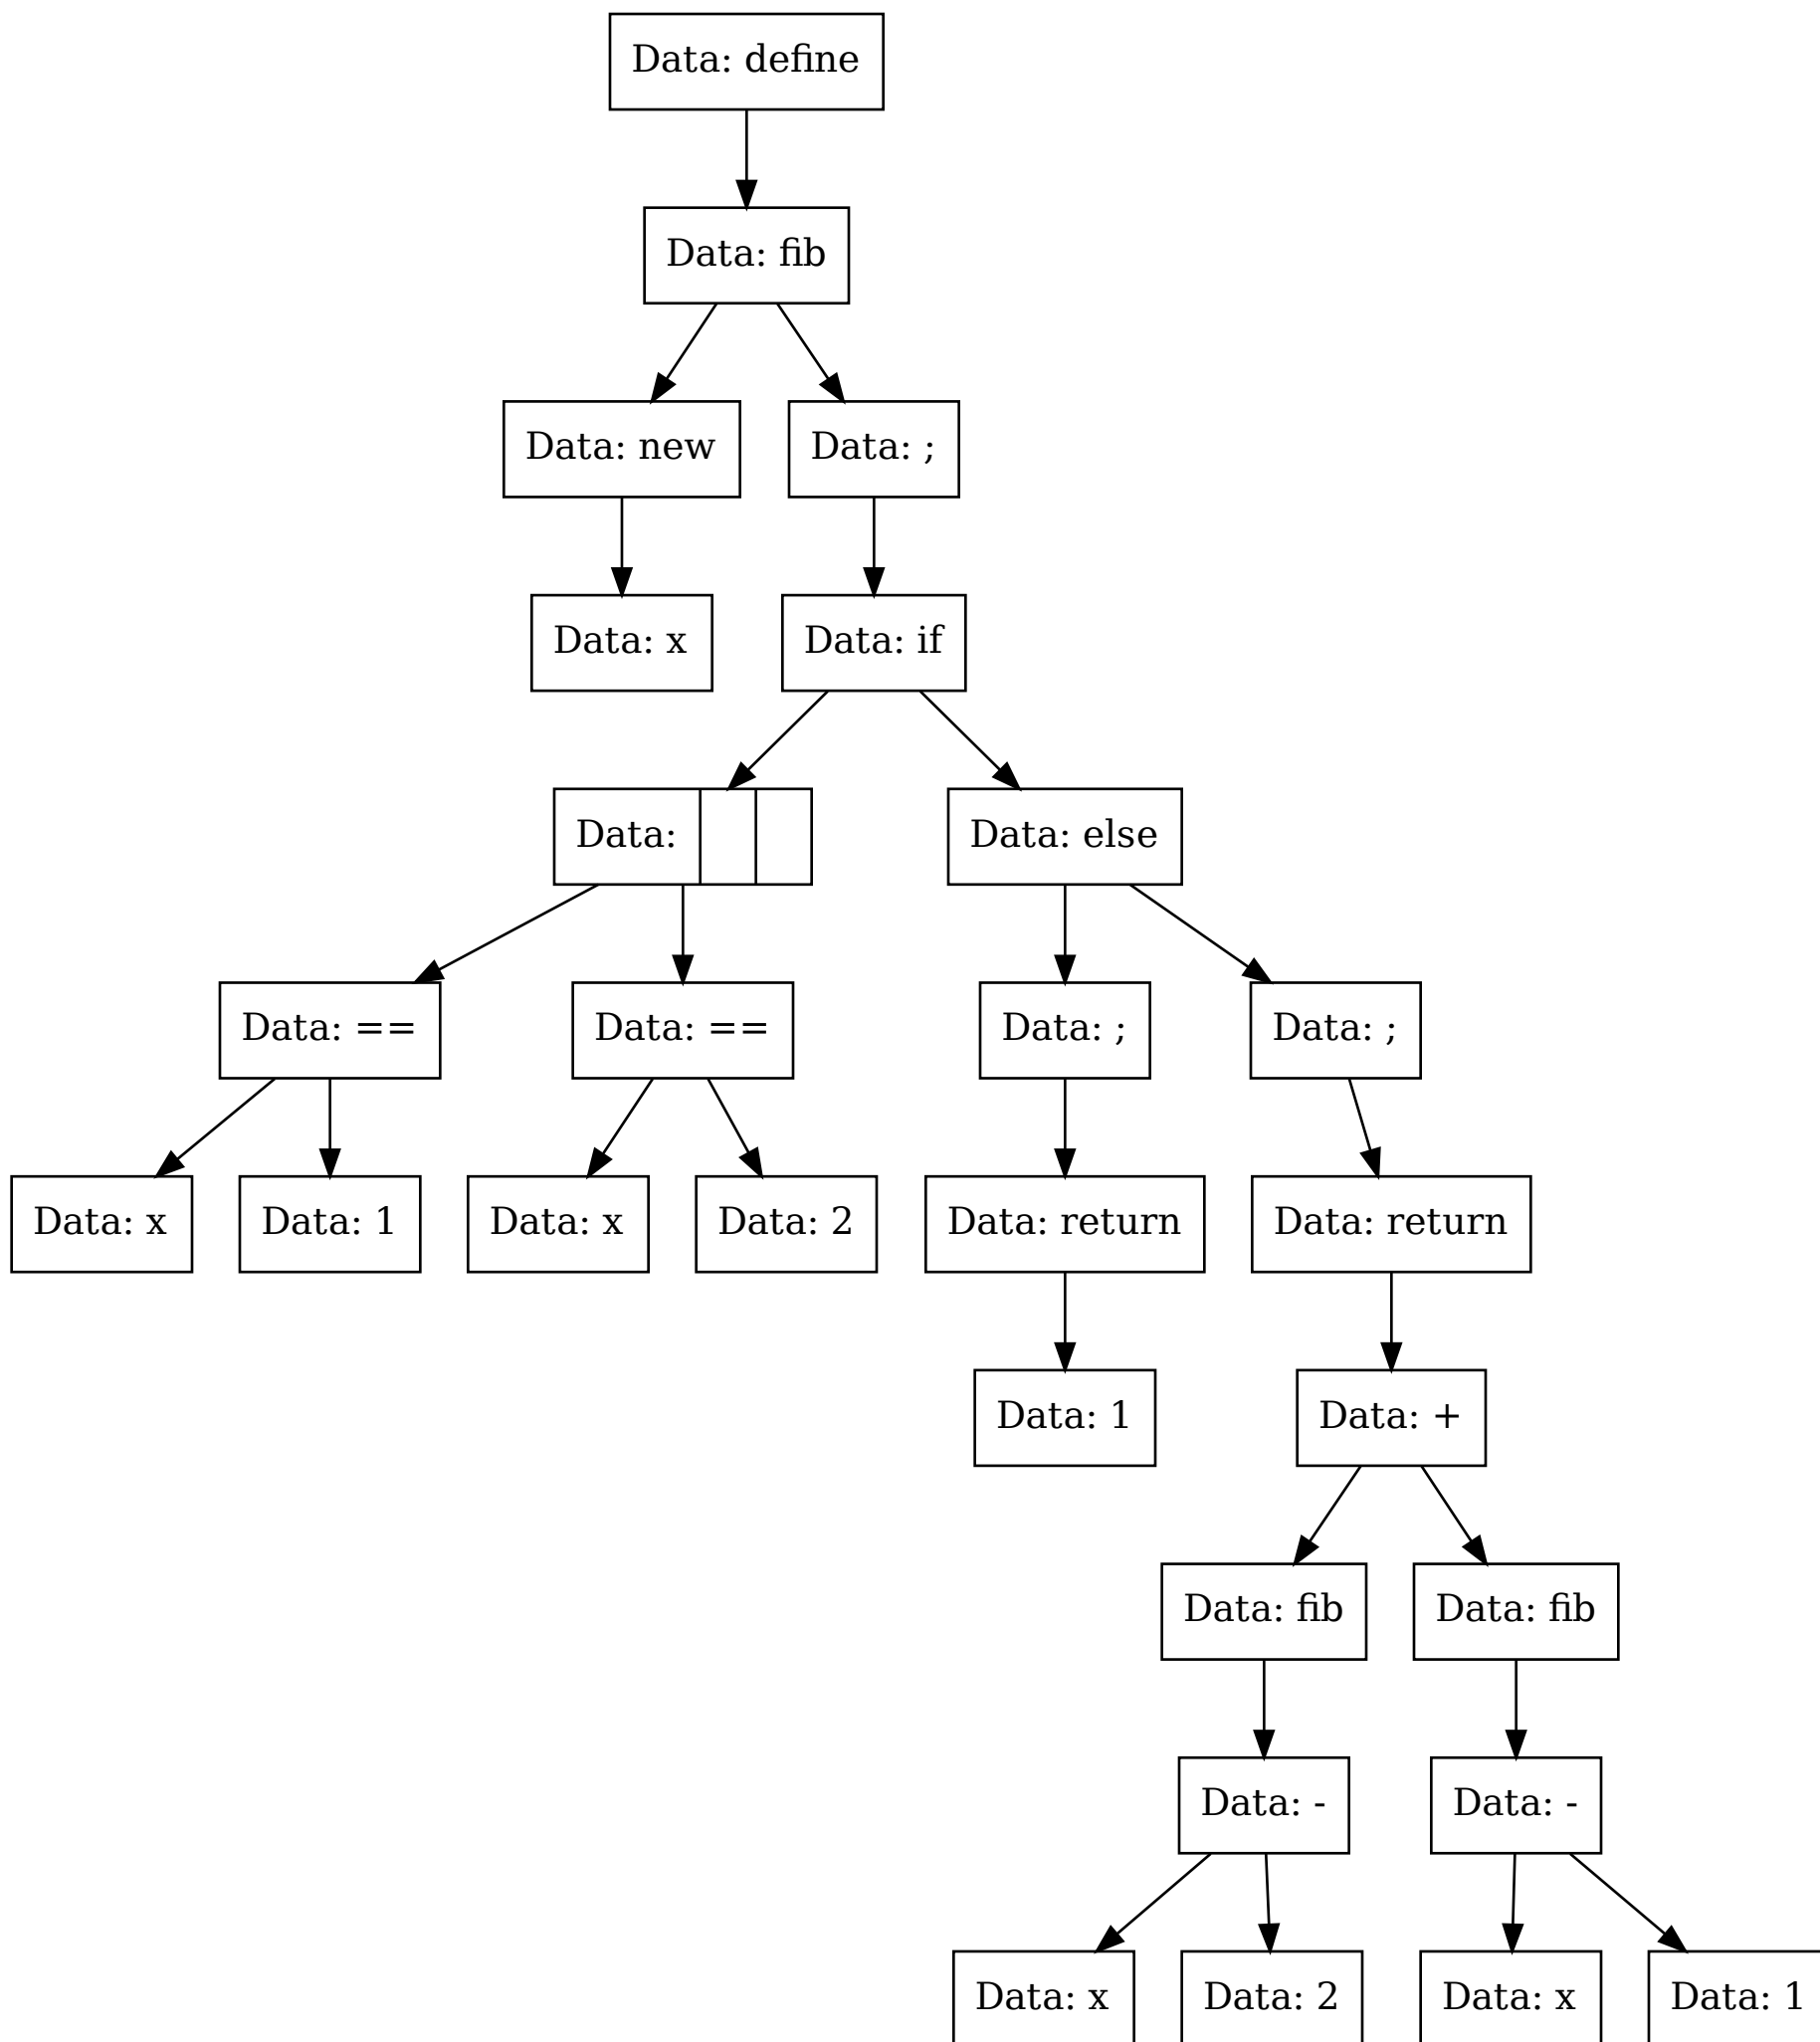 Data: define
Data: fib
Data: new
Data: ;
Data: x
Data: if
Data:
Data: else
Data: ==
Data: ==
Data: ;
Data: ;
Data: x
Data: 1
Data: x
Data: 2
Data: return
Data: return
Data: 1
Data: +
Data: fib
Data: fib
Data: -
Data: -
Data: x
Data: 2
Data: x
Data: 1